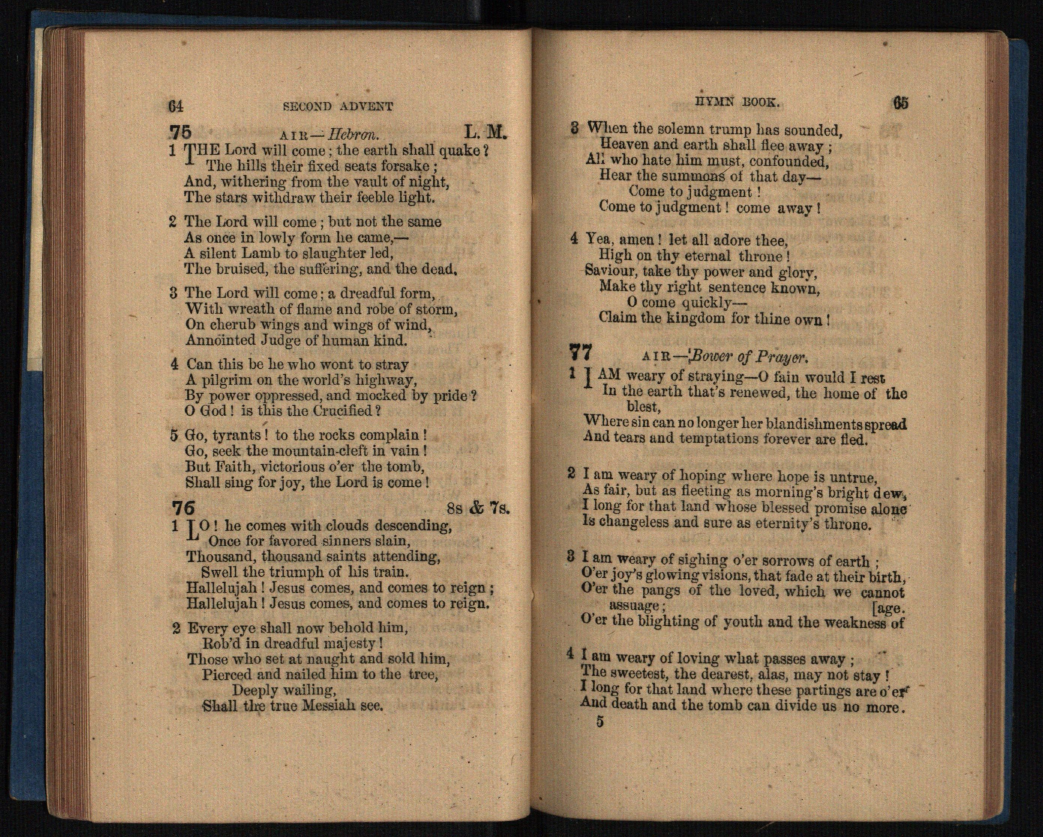 64 SECOND ADVENT
75 AIR—Hebron. L. M.
1 THE Lord will come; the earth shall quake?
The hills their fixed seats forsake;
And, withering from the vault of night,
The stars withdraw their feeble light.
2 The Lord will come; but not the same
As once in lowly form he came,—
A silent Lamb to slaughter led,
The bruised, the suffering, and the dead.
3 The Lord will come; a dreadful form,
With wreath of flame and robe of storm,
On cherub wings and wings of wind,
Annointed Judge of human kind.
4 Can this be he who wont to stray
A pilgrim on the world's highway,
By power oppressed, and mocked by pride?
O God! is this the Crucified?
5 Go, tyrants! to the rocks complain!
Go, seek the mountain-cleft in vain!
But Faith, victorious o'er the tomb,
Shall sing for joy, the Lord is come!
76 8s & 7s.
1 LO! he comes with clouds descending,
Once for favored sinners slain,
Thousand, thousand saints attending,
Swell the triumph of his train.
Hallelujah! Jesus comes, and comes to reign;
Hallelujah! Jesus comes, and comes to reign.
2 Every eye shall now behold him,
Rob'd in dreadful majesty!
Those who set at naught and sold him,
Pierced and nailed him to the tree,
Deeply wailing,
Shall the true Messiah see.
HYMN BOOK. 65
3 When the solemn trump has sounded,
Heaven and earth shall flee away;
All who hate him must, confounded,
Hear the summons of that day—
Come to judgment!
Come to judgment! come away!
4 Yea, amen! let all adore thee,
High on thy eternal throne!
Saviour, take thy power and glory,
Make thy right sentence known,
O come quickly—
Claim the kingdom for thine own!
77 AIR—Bower of Prayer.
1 I AM weary of straying—O fain would I rest
In the earth that's renewed, the home of the
blest,
Where sin can no longer her blandishments spread
And tears and temptations forever are fled.
2 I am weary of hoping where hope is untrue,
As fair, but as fleeting as morning's bright dew,
I long for that land whose blessed promise alone
Is changeless and sure as eternity's throne.
3 I am weary of sighing o'er sorrows of earth;
O'er joy's glowing visions, that fade at their birth,
O'er the pangs of the loved, which we cannot
assuage; [age.
O'er the blighting of youth and the weakness of
4 I am weary of loving what passes away;
The sweetest, the dearest, alas, may not stay!
I long for that land where these partings are o'er
And death and the tomb can divide us no more.
5